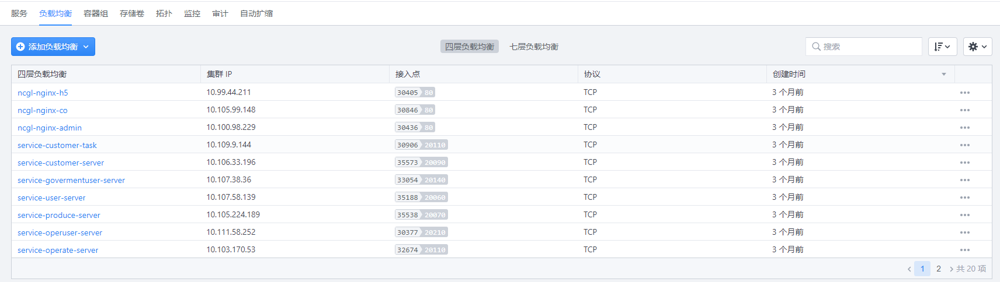 服务 负载均衡 容器组 存储卷 拓扑 监控 审计 自动扩缩
添加负载均衡 四层负载均衡 七层负载均衡 搜索
四层负载均衡 集群 IP 接入点 协议 创建时间
ncgl-nginx-h5 10.99.44.211 30405 80 TCP 3 个月前
ncgl-nginx-co 10.105.99.148 30846 80 TCP 3 个月前
ncgl-nginx-admin 10.100.98.229 30436 80 TCP 3 个月前
service-customer-task 10.109.9.144 30906 20110 TCP 3 个月前
service-customer-server 10.106.33.196 35573 20090 TCP 3 个月前
service-govermentuser-server 10.107.38.36 33054 20140 TCP 3 个月前
service-user-server 10.107.58.139 35188 20060 TCP 3 个月前
service-produce-server 10.105.224.189 35538 20070 TCP 3 个月前
service-operuser-server 10.111.58.252 30377 20210 TCP 3 个月前
service-operate-server 10.103.170.53 32674 20110 TCP 3 个月前
1 2 共 20 项